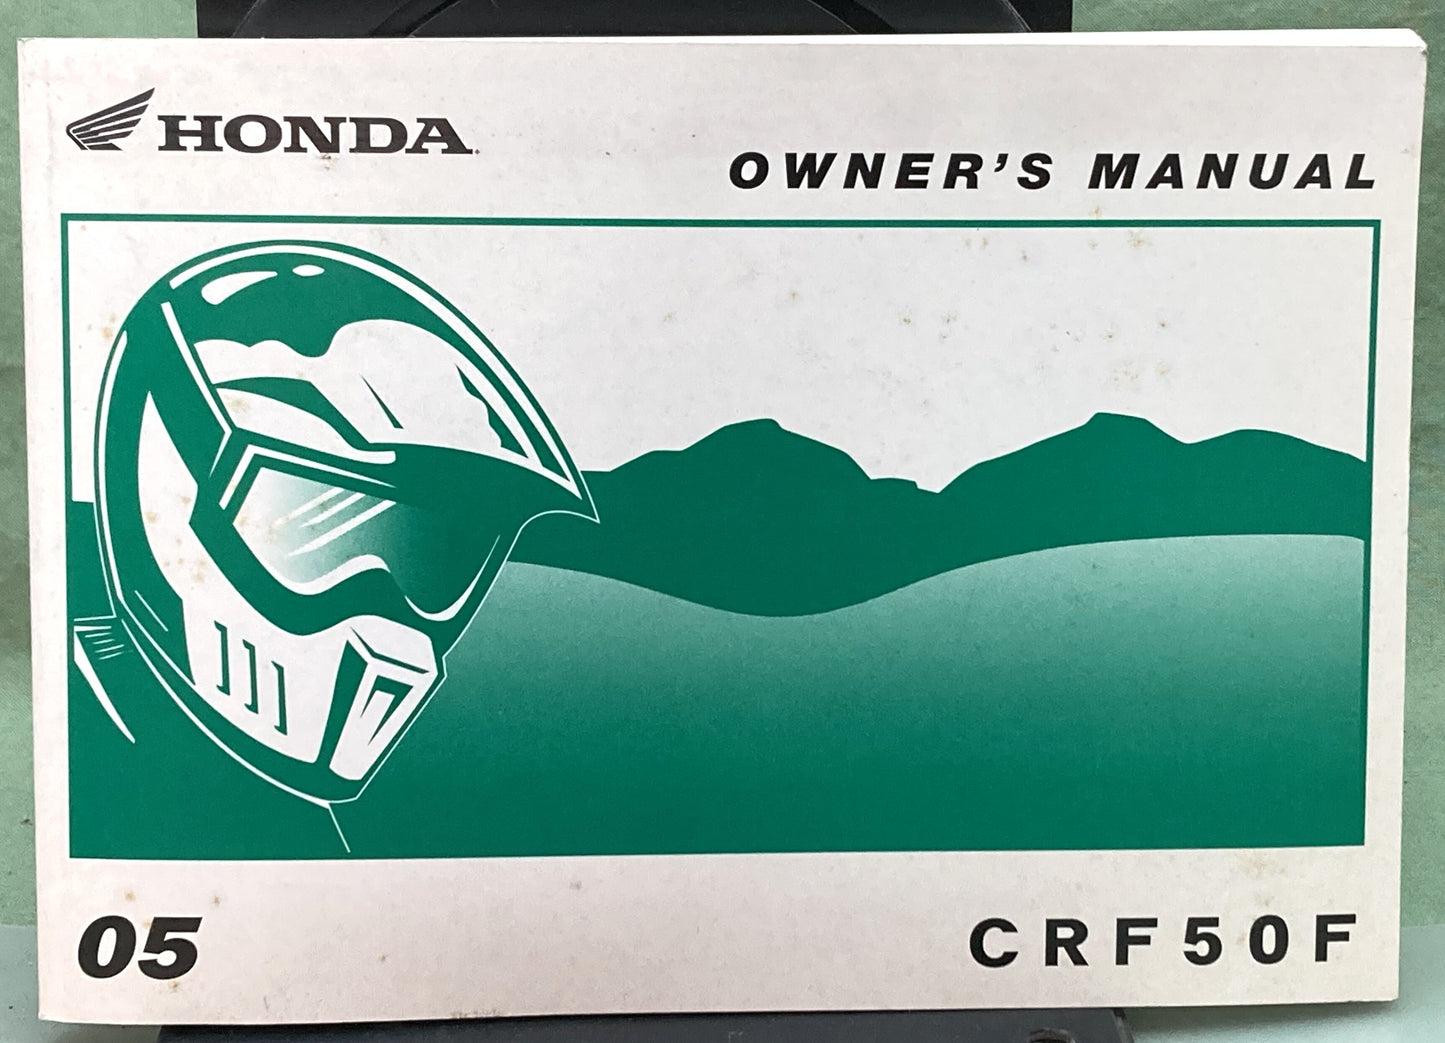 HONDA
OWNER'S MANUAL
05
CRF50F